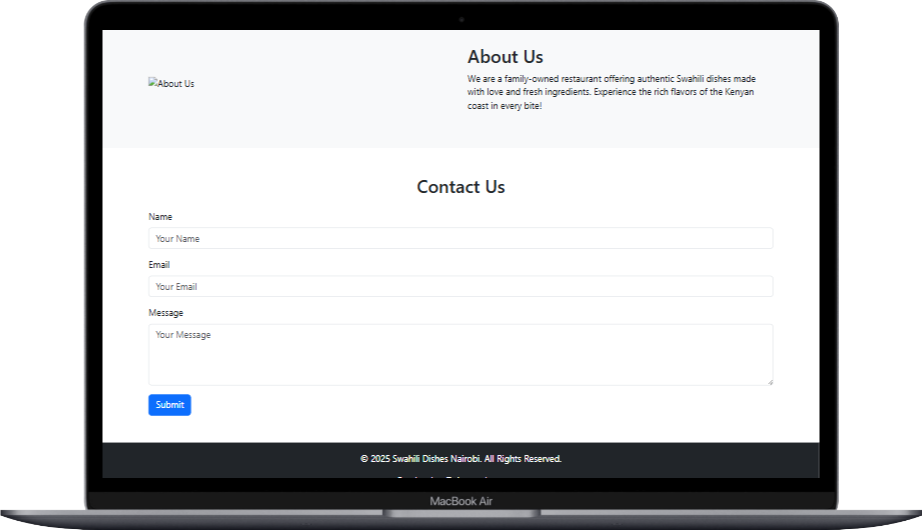 About Us
About Us
We are a family-owned restaurant offering authentic Swahili dishes made
with love and fresh ingredients. Experience the rich flavors of the Kenyan
coast in every bite!
Contact Us
Name
Your Name
Email
Your Email
Message
Your Message
Submit
© 2025 Swahili Dishes Nairobi. All Rights Reserved.
MacBook Air